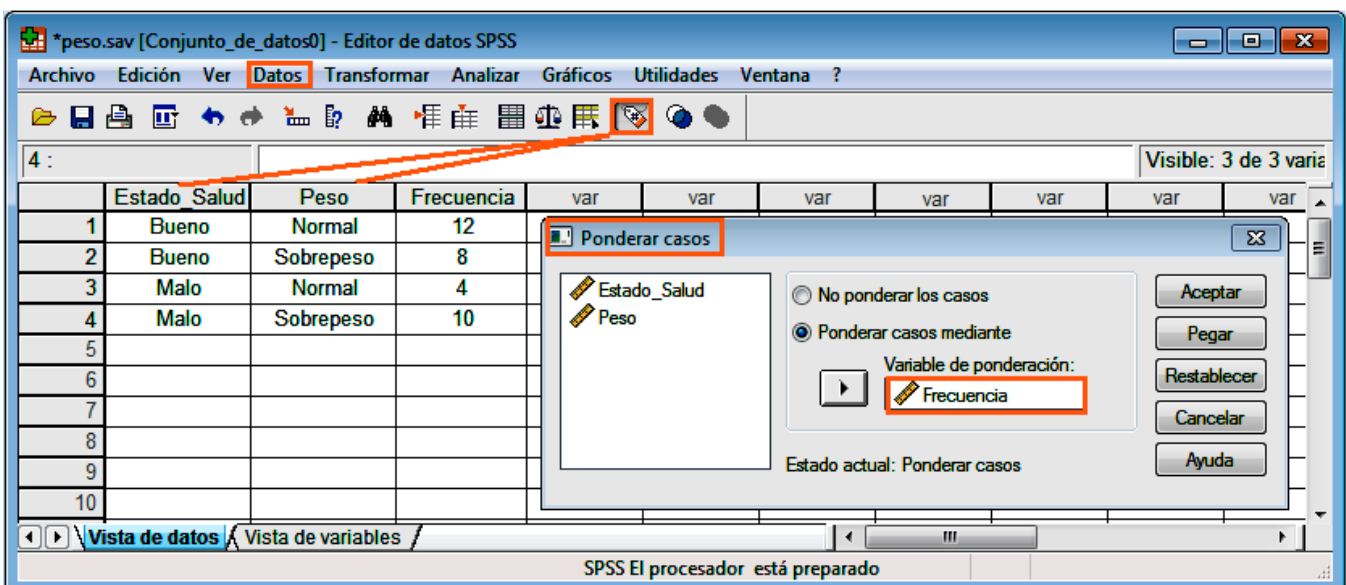 *peso.sav [Conjunto_de_datos0] - Editor de datos SPSS
Archivo Edición Ver Datos Transformar Analizar Gráficos Utilidades Ventana ?
4 :
Visible: 3 de 3 varia
Estado_Salud Peso Frecuencia var var var var var var var
1 Bueno Normal 12
2 Bueno Sobrepeso 8
3 Malo Normal 4
4 Malo Sobrepeso 10
5
6
7
8
9
10
Ponderar casos
Estado_Salud
Peso
No ponderar los casos
Ponderar casos mediante
Variable de ponderación:
Frecuencia
Estado actual: Ponderar casos
Aceptar
Pegar
Restablecer
Cancelar
Ayuda
Vista de datos Vista de variables
SPSS El procesador está preparado